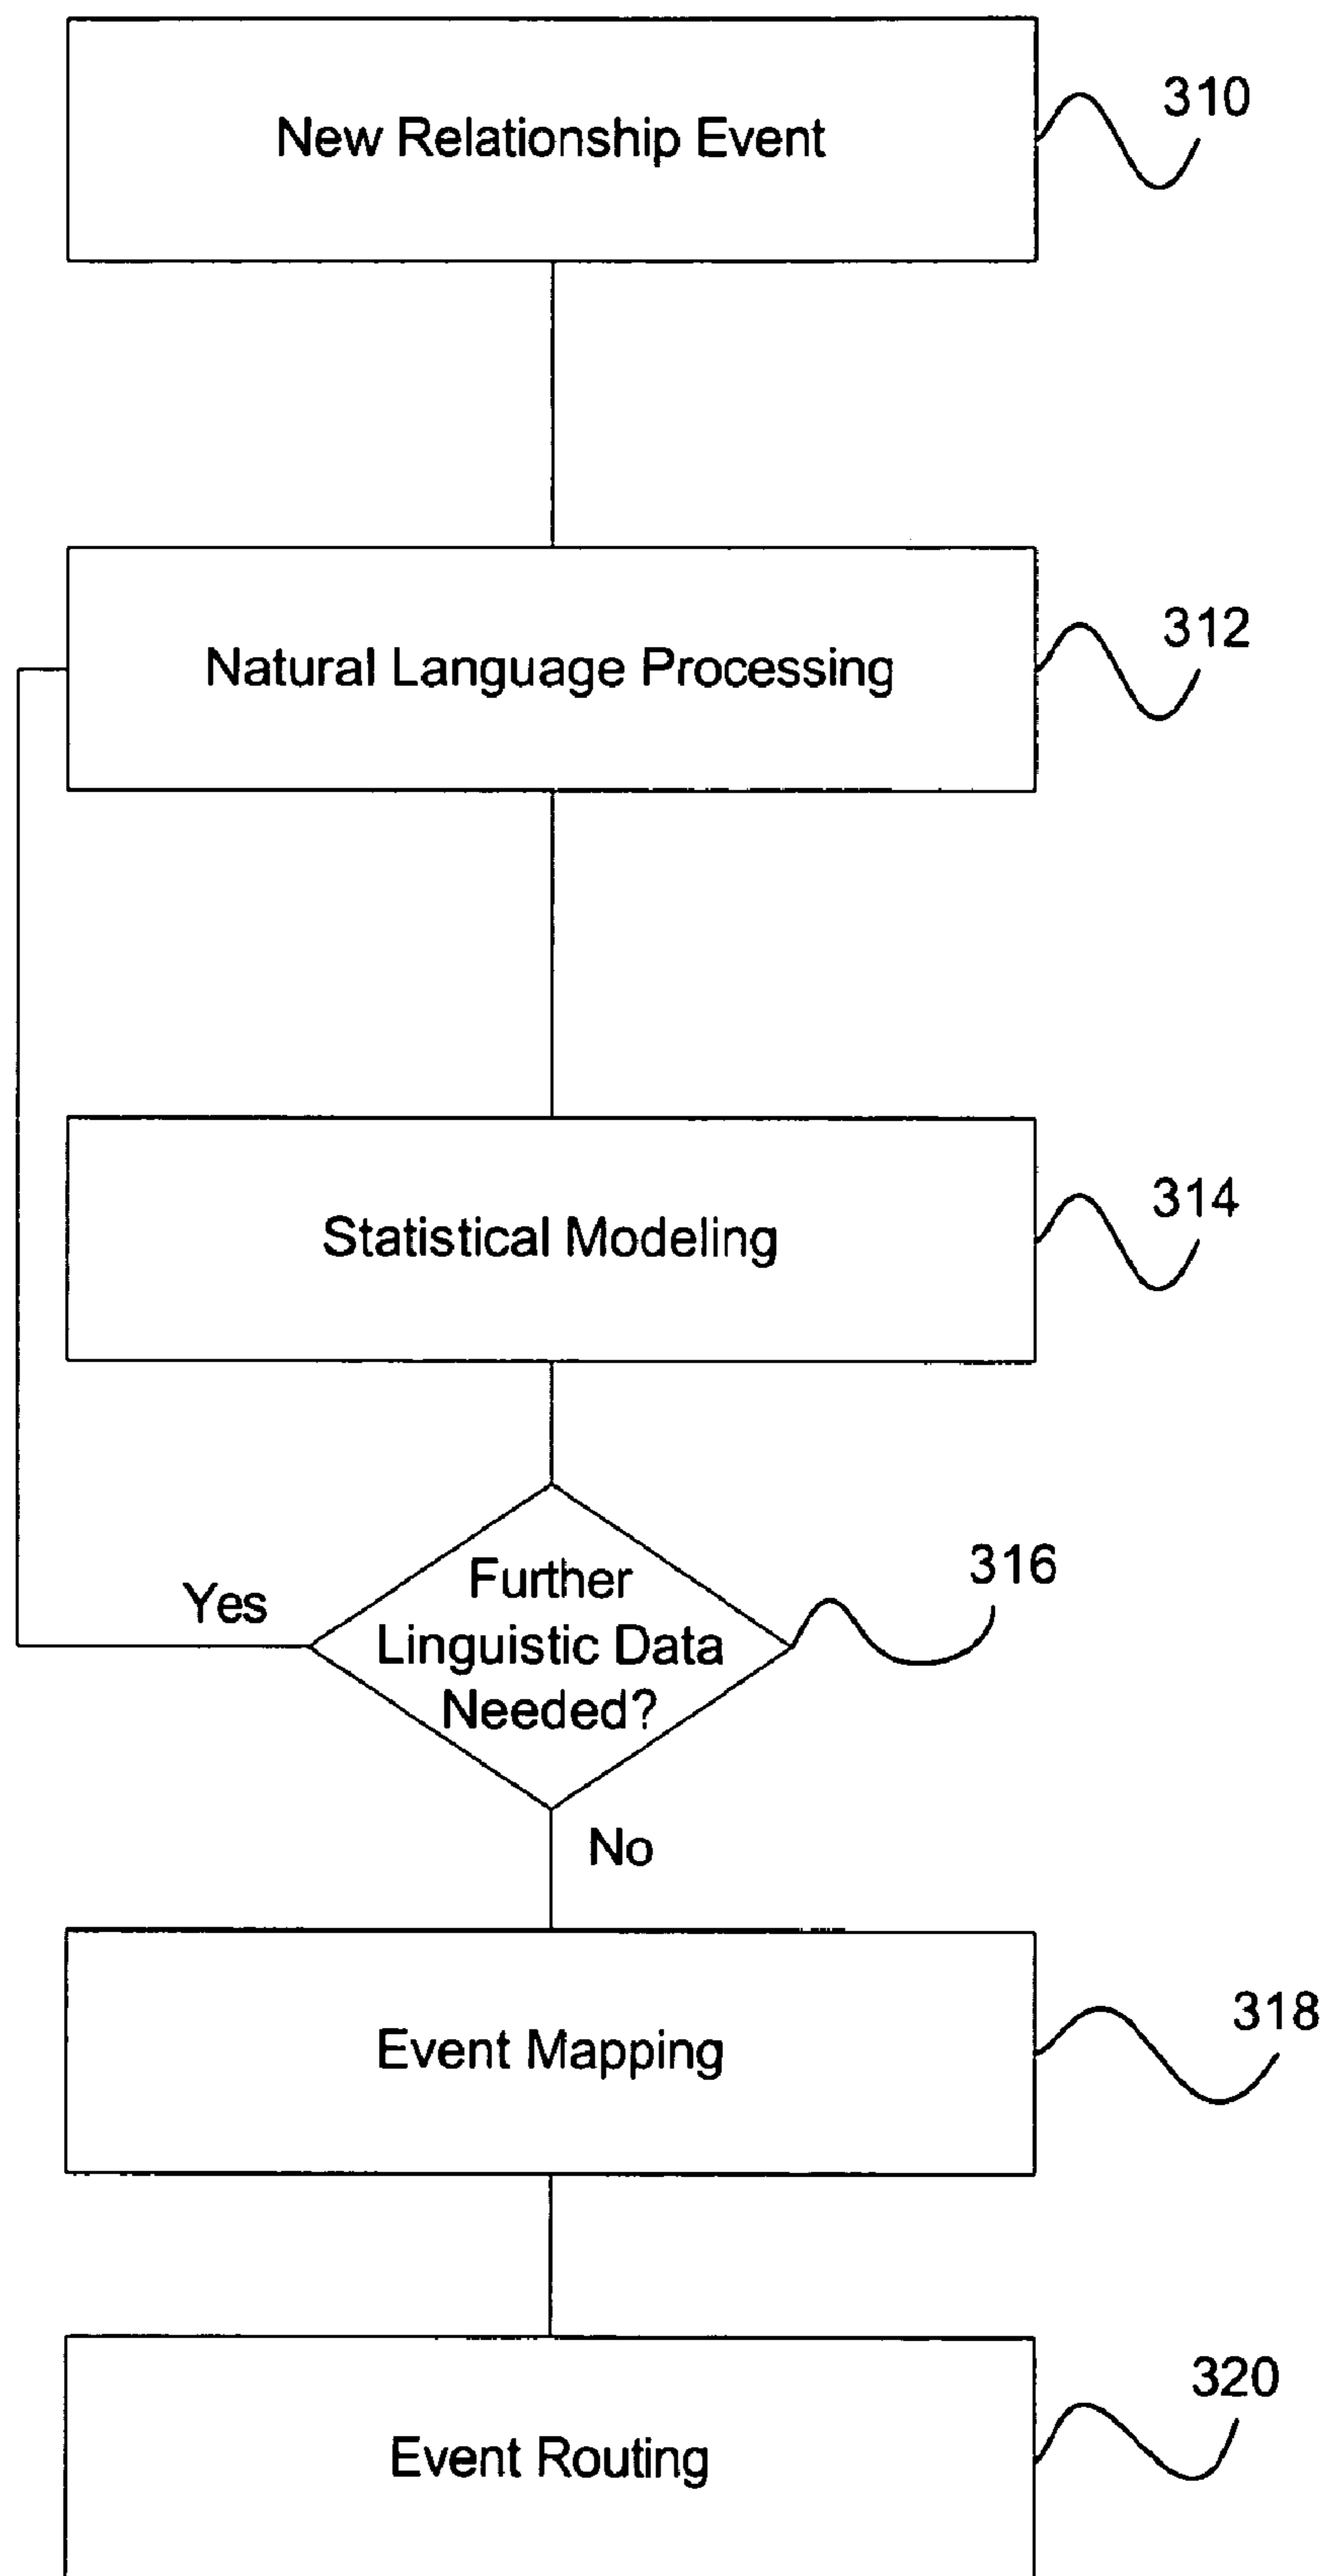 New Relationship Event
310
Natural Language Processing
312
Statistical Modeling
314
Further
Linguistic Data
Needed?
316
Yes
No
Event Mapping
318
Event Routing
320